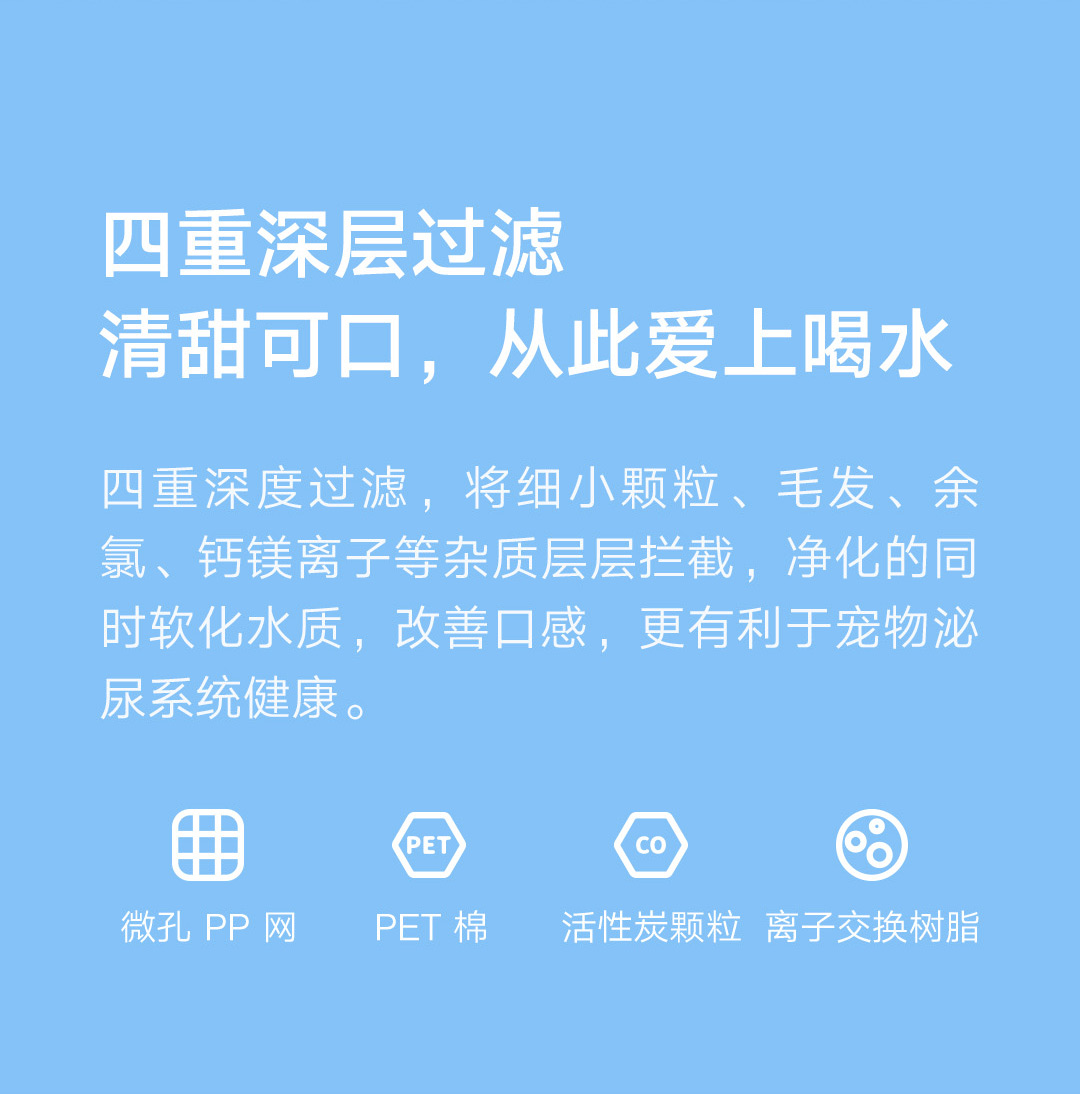 四重深层过滤
清甜可口，从此爱上喝水
四重深度过滤，将细小颗粒、毛发、余
氯、钙镁离子等杂质层层拦截，净化的同
时软化水质，改善口感，更有利于宠物泌
尿系统健康。
PET
CO
微孔 PP 网
PET 棉
活性炭颗粒
离子交换树脂